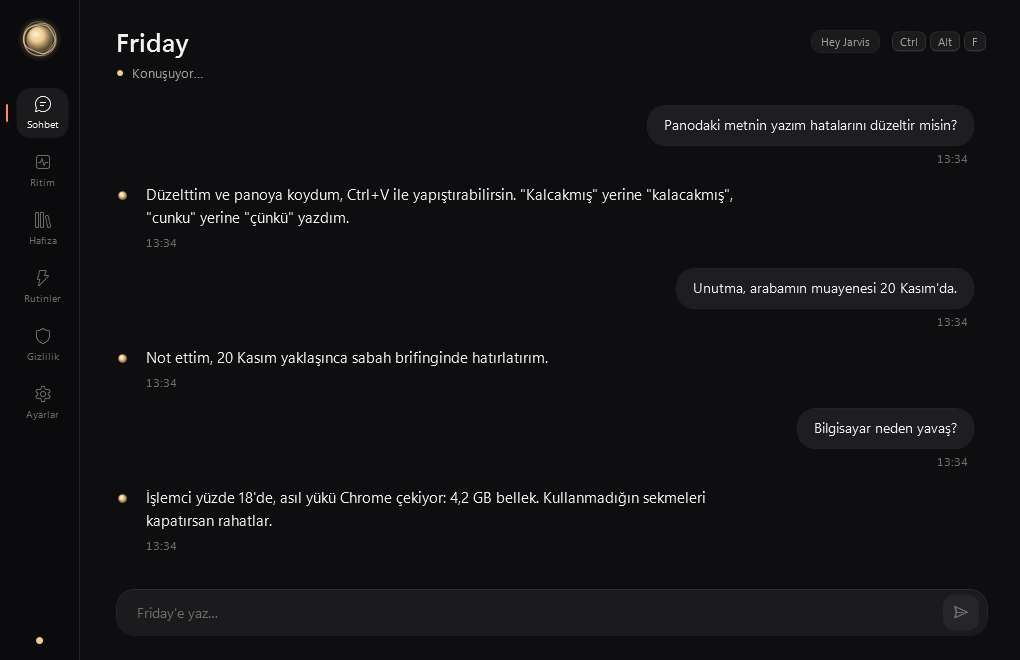 Friday
Konuşuyor...
Hey Jarvis
Ctrl
Alt
F
Sohbet
Ritim
Hafıza
Rutinler
Gizlilik
Ayarlar
Panodaki metnin yazım hatalarını düzeltir misin?
13:34
Düzelttim ve panoya koydum, Ctrl+V ile yapıştırabilirsin. "Kalcakmış" yerine "kalacakmış",
"cunku" yerine "çünkü" yazdım.
13:34
Unutma, arabamın muayenesi 20 Kasım'da.
13:34
Not ettim, 20 Kasım yaklaşınca sabah brifinginde hatırlatırım.
13:34
Bilgisayar neden yavaş?
13:34
İşlemci yüzde 18'de, asıl yükü Chrome çekiyor: 4,2 GB bellek. Kullanmadığın sekmeleri
kapatırsan rahatlar.
13:34
Friday'e yaz...